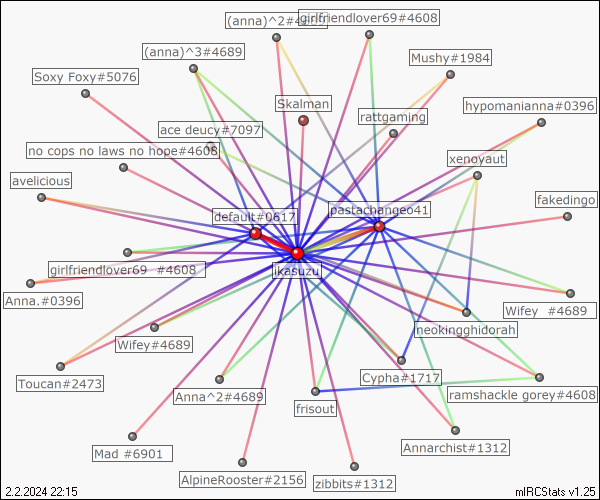 (anna)^2#4689
girlfriendlover69#4608
(anna)^3#4689
Mushy#1984
Soxy Foxy#5076
Skalman
hypomanianna#0396
rattgaming
ace deucy#7097
no cops no laws no hope#4608
xenoyaut
avelicious
default#0617
pastachange041
fakedingo
girlfriendlover69 #4608
ikasuzu
Anna.#0396
Wifey #4689
neokingghidorah
Wifey#4689
Cypha#1717
Toucan#2473
Anna^2#4689
ramshackle gorey#4608
frisout
Annarchist#1312
Mad #6901
AlpineRooster#2156
zibbits#1312
2.2.2024 22:15
mIRCStats v1.25